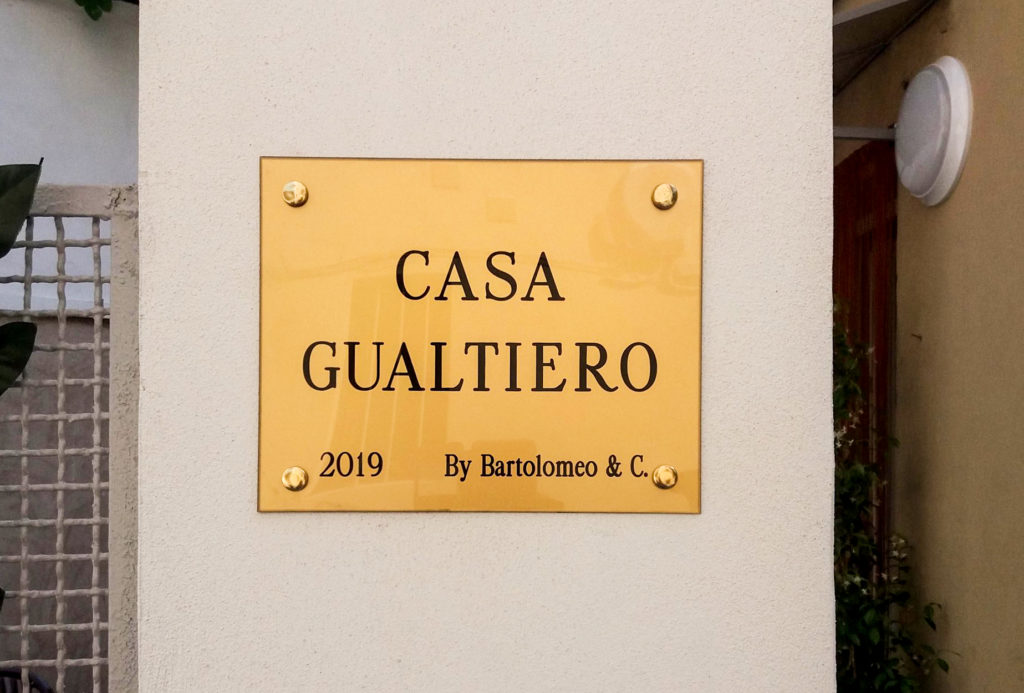 CASA
GUALTIERO
2019 By Bartolomeo & C.